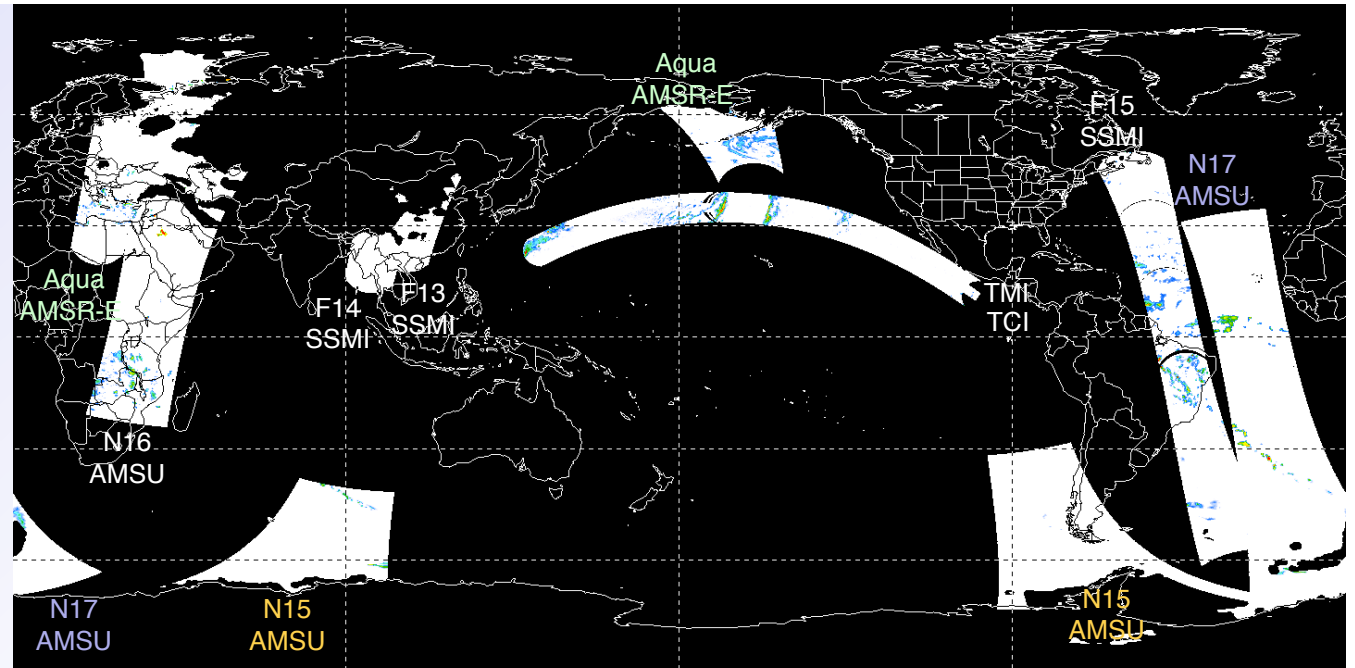 Aqua
AMSR-E
F15
SSMI
N17
AMSU
Aqua
AMSR-E
F14
SSMI
F13
SSMI
TMI
TCI
N16
AMSU
N17
AMSU
N15
AMSU
N15
AMSU